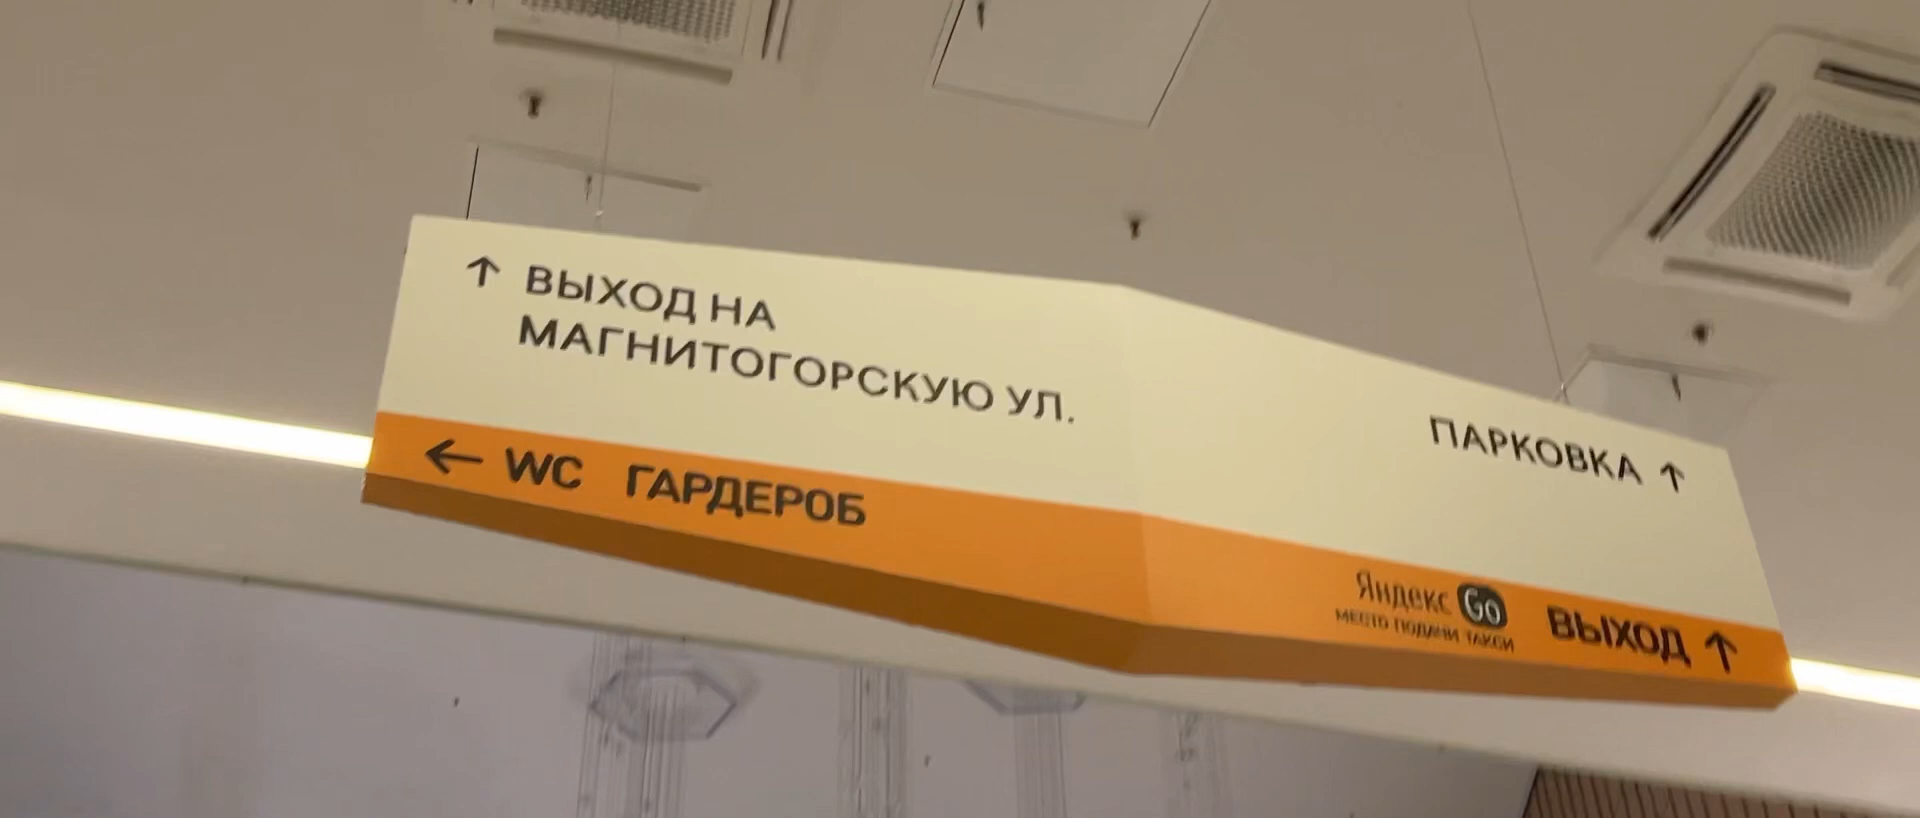 ↑ ВЫХОД НА
МАГНИТОГОРСКУЮ УЛ.
← WC ГАРДЕРОБ
ПАРКОВКА ↑
Яндекс Go
МЕСТО ПОДАЧИ ТАКСИ
ВЫХОД ↑